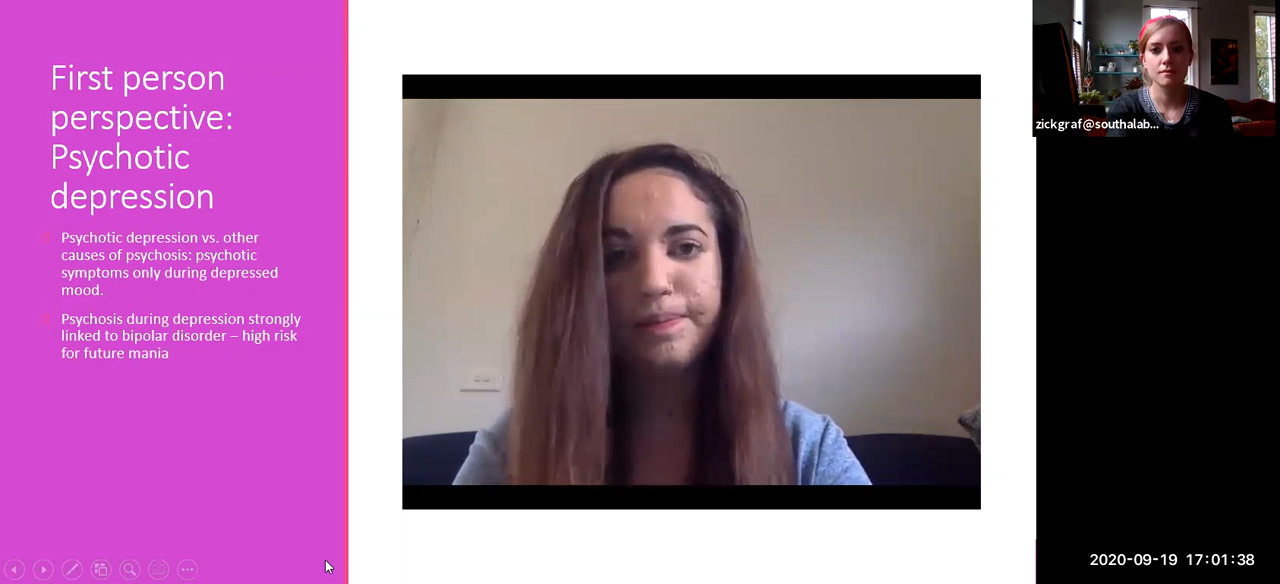 First person
perspective:
Psychotic
depression
Psychotic depression vs. other
causes of psychosis: psychotic
symptoms only during depressed
mood.
Psychosis during depression strongly
linked to bipolar disorder – high risk
for future mania
zickgraf@southalab...
2020-09-19 17:01:38